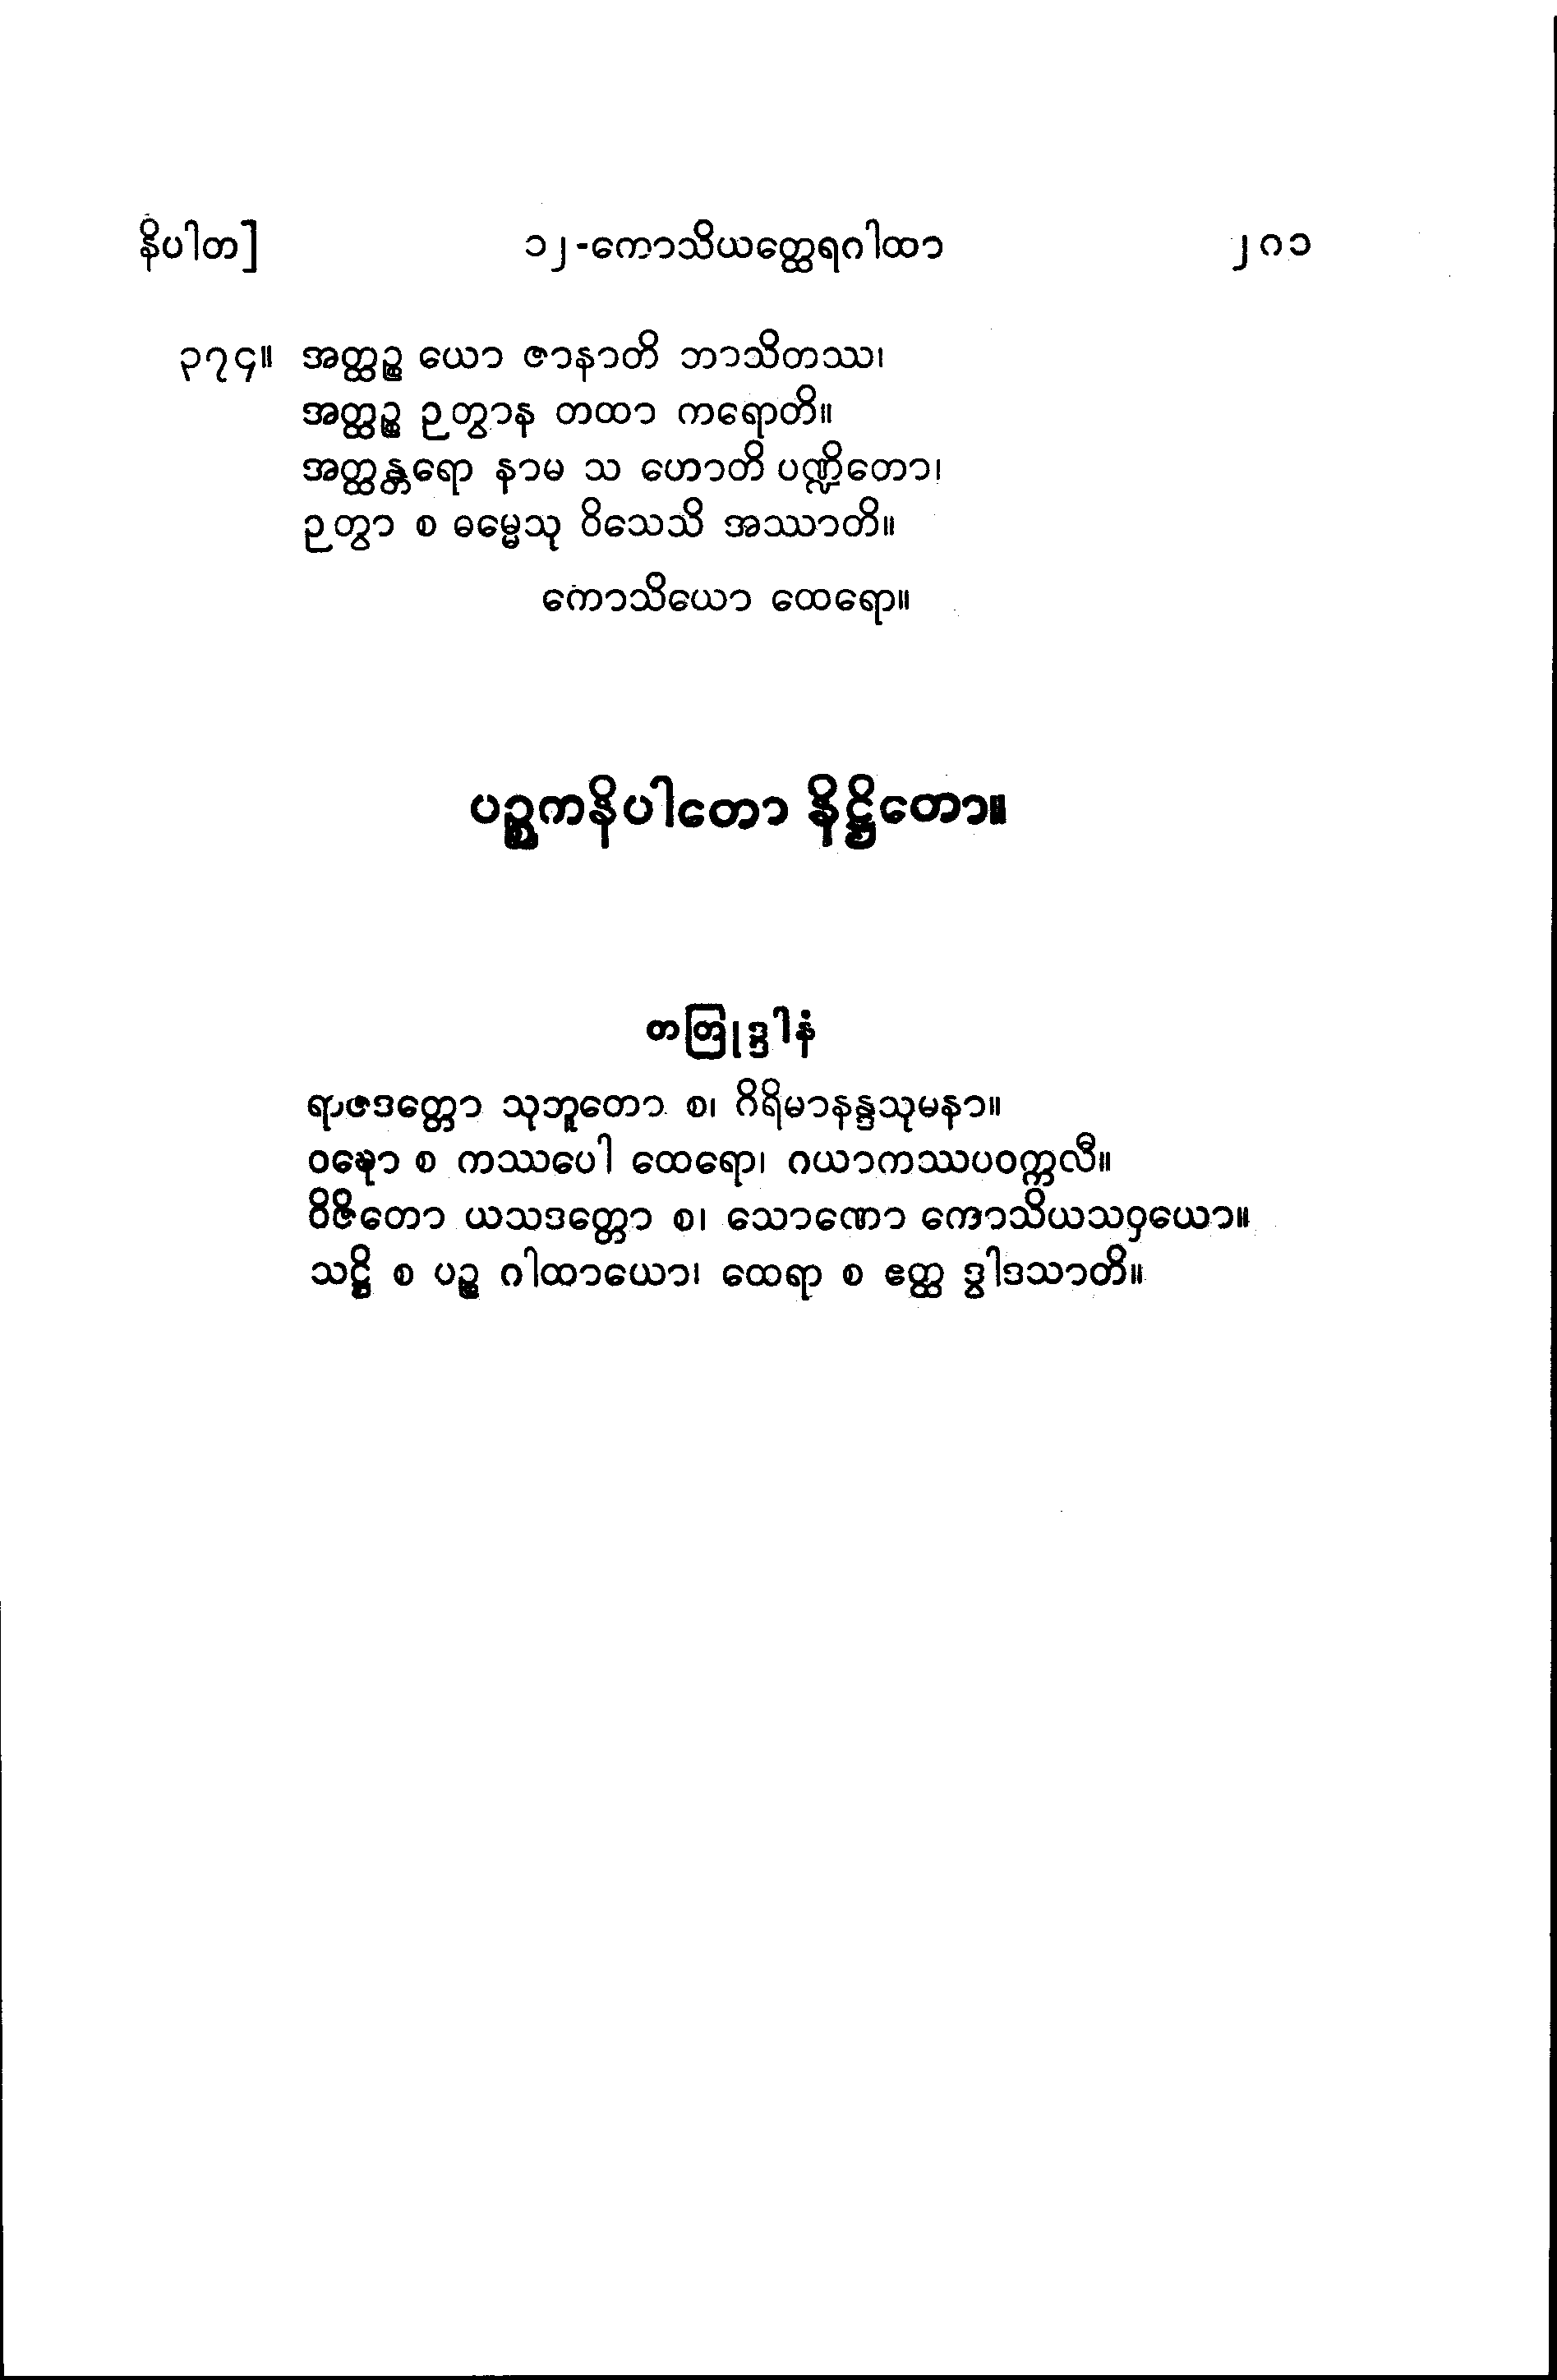 နိပါတ] ၁၂-ကောသိယတ္ထေရဂါထာ ၂၈၁
၃၇၄။ အတ္ထဉ္စ ယော ဇာနာတိ ဘာသိတဿ၊
အတ္ထဉ္စ ဉတွာန တထာ ကရောတိ။
အတ္ထန္တရော နာမ သ ဟောတိ ပဏ္ဍိတော၊
ဉတွာ စ ဓမ္မေသု ဝိသေသိ အဿာတိ။
ကောသိယော ထေရော။
ပဉ္စကနိပါတော နိဋ္ဌိတော။
တတြုဒ္ဒါနံ
ရာဇဒတ္တော သုဘူတော စ၊ ဂိရိမာနန္ဒသုမနာ။
ဝဍ္ဎော စ ကဿပေါ ထေရော၊ ဂယာကဿပဝက္ကလီ။
ဝိဇိတော ယသဒတ္တော စ၊ သောဏော ကောသိယသဝှယော။
သဋ္ဌိ စ ပဉ္စ ဂါထာယော၊ ထေရာ စ ဧတ္ထ ဒွါဒသာတိ။